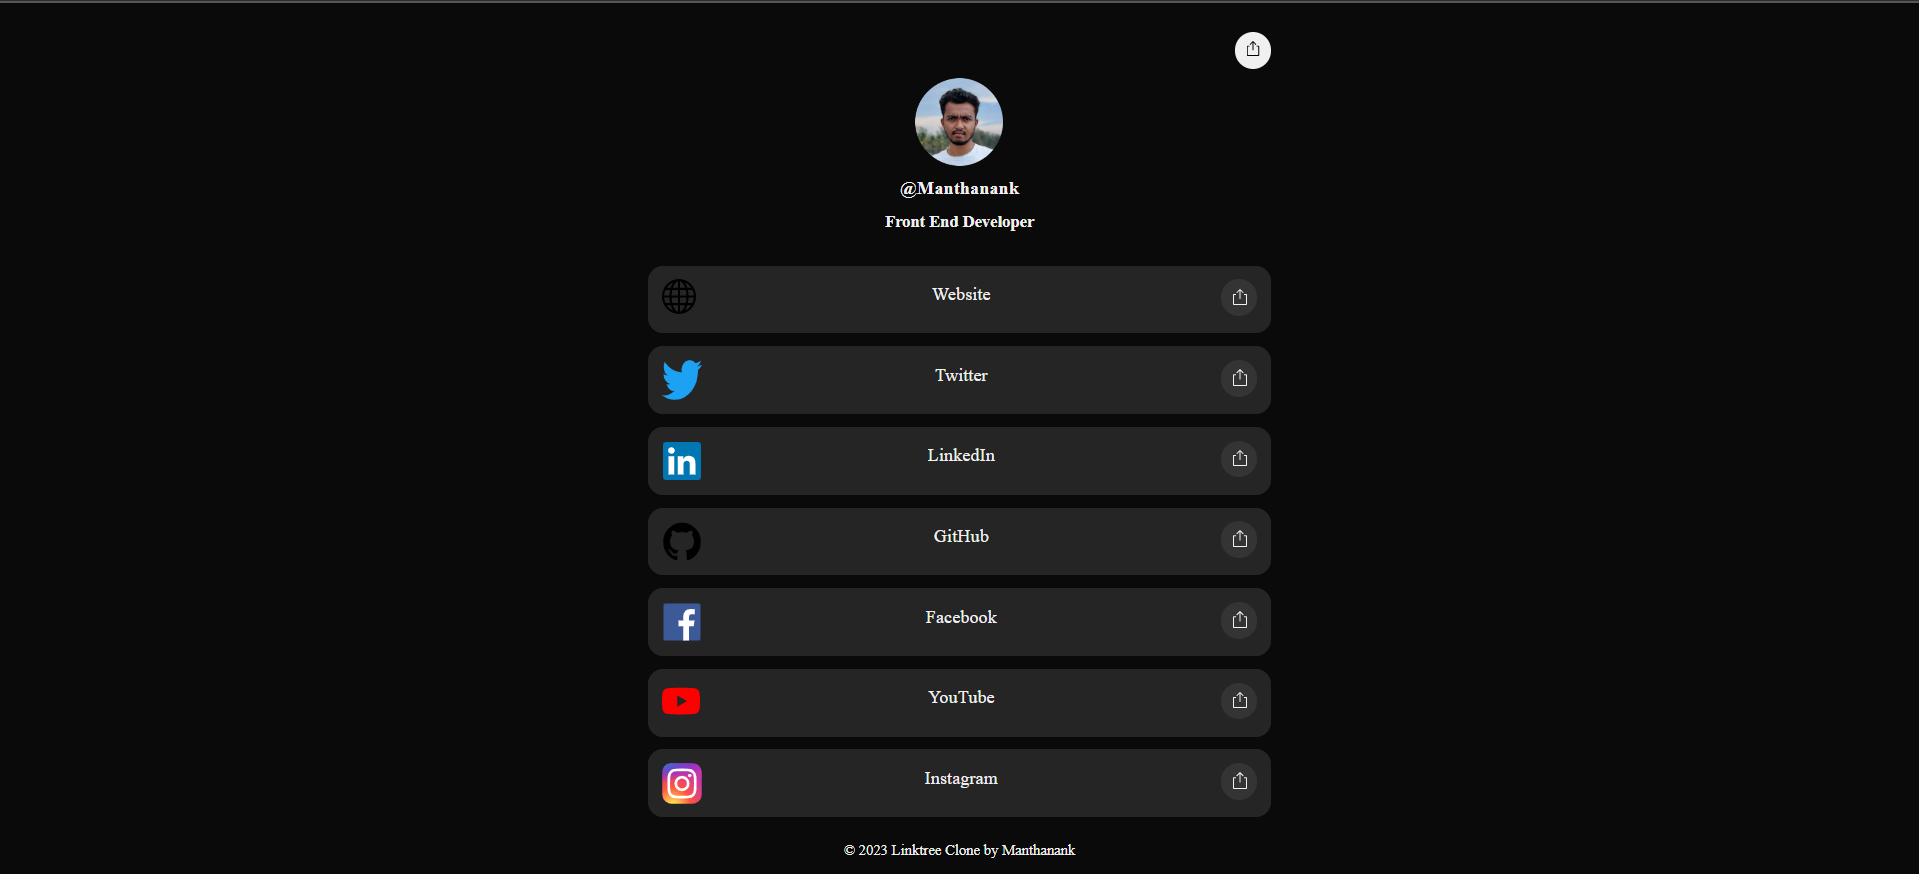 @Manthanank
Front End Developer
Website
Twitter
LinkedIn
GitHub
Facebook
YouTube
Instagram
© 2023 Linktree Clone by Manthanank